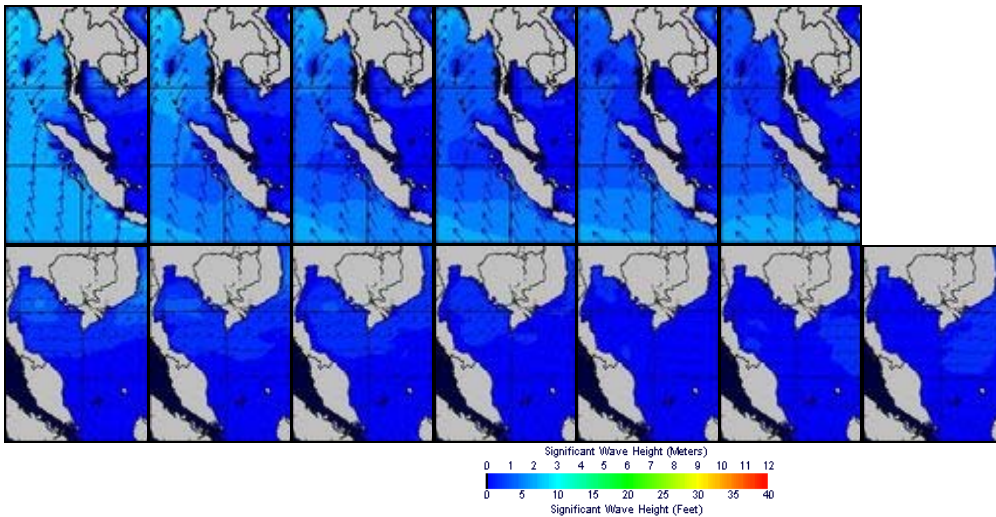 Significant Wave Height (Meters)
0 1 2 3 4 5 6 7 8 9 10 11 12
0 5 10 15 20 25 30 35 40
Significant Wave Height (Feet)